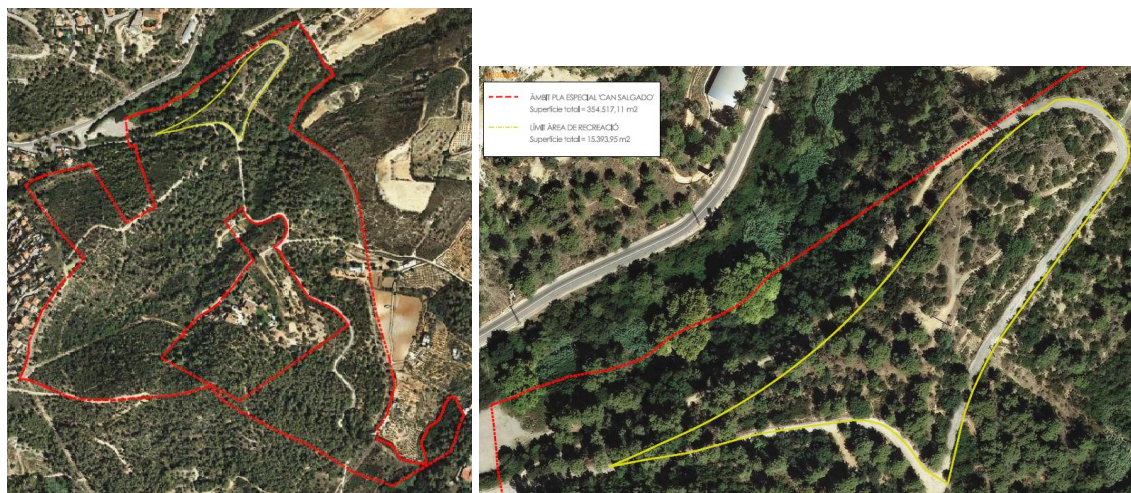 ÀMBIT PLA ESPECIAL 'CAN SALGADO'
Superfície total = 354.517,11 m2
LÍMIT ÀREA DE RECREACIÓ
Superfície total = 15.393,95 m2